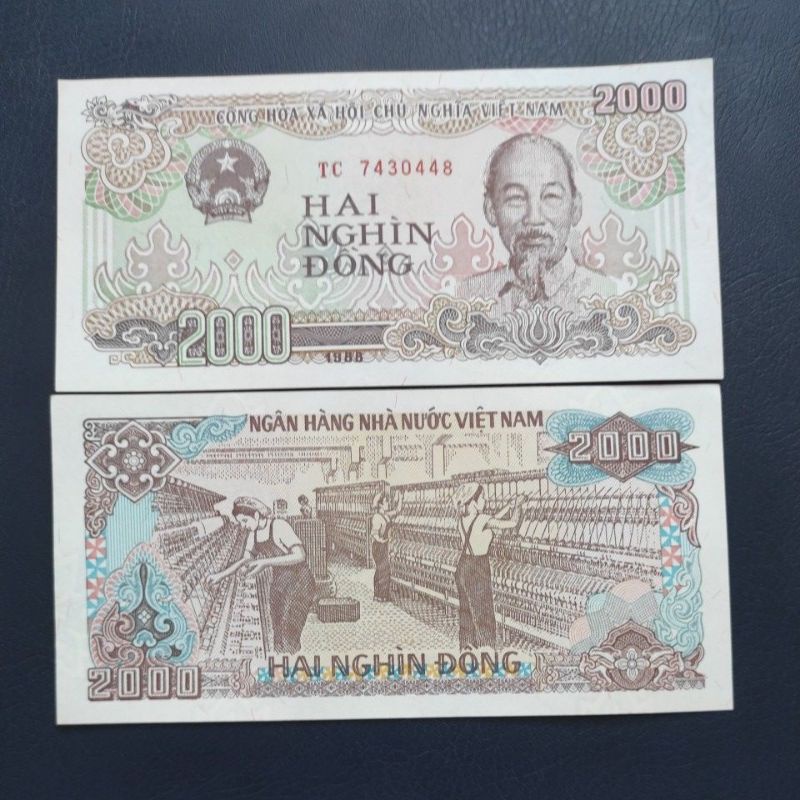 CỘNG HÒA XÃ HỘI CHỦ NGHĨA VIỆT NAM
2000
TC 7430448
HAI
NGHÌN
ĐỒNG
2000
1988
NGÂN HÀNG NHÀ NƯỚC VIỆT NAM
2000
HAI NGHÌN ĐỒNG
2000